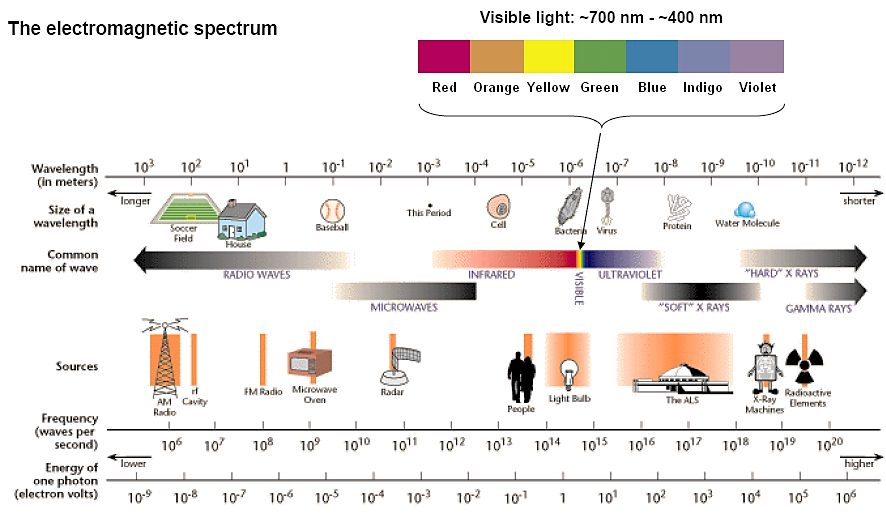 The electromagnetic spectrum
Visible light: ~700 nm - ~400 nm
Red Orange Yellow Green Blue Indigo Violet
Wavelength
(in meters)
10³ 10² 10¹ 1 10⁻¹ 10⁻² 10⁻³ 10⁻⁴ 10⁻⁵ 10⁻⁶ 10⁻⁷ 10⁻⁸ 10⁻⁹ 10⁻¹⁰ 10⁻¹¹ 10⁻¹²
longer shorter
Size of a
wavelength
Soccer
Field
House
Baseball
This Period
Cell
Bacteria
Virus
Protein
Water Molecule
Common
name of wave
RADIO WAVES
INFRARED
VISIBLE
ULTRAVIOLET
"HARD" X RAYS
MICROWAVES
"SOFT" X RAYS
GAMMA RAYS
Sources
AM
Radio
rf
Cavity
FM Radio
Microwave
Oven
Radar
People
Light Bulb
The ALS
X-Ray
Machines
Radioactive
Elements
Frequency
(waves per
second)
10⁶ 10⁷ 10⁸ 10⁹ 10¹⁰ 10¹¹ 10¹² 10¹³ 10¹⁴ 10¹⁵ 10¹⁶ 10¹⁷ 10¹⁸ 10¹⁹ 10²⁰
lower higher
Energy of
one photon
(electron volts)
10⁻⁹ 10⁻⁸ 10⁻⁷ 10⁻⁶ 10⁻⁵ 10⁻⁴ 10⁻³ 10⁻² 10⁻¹ 1 10¹ 10² 10³ 10⁴ 10⁵ 10⁶